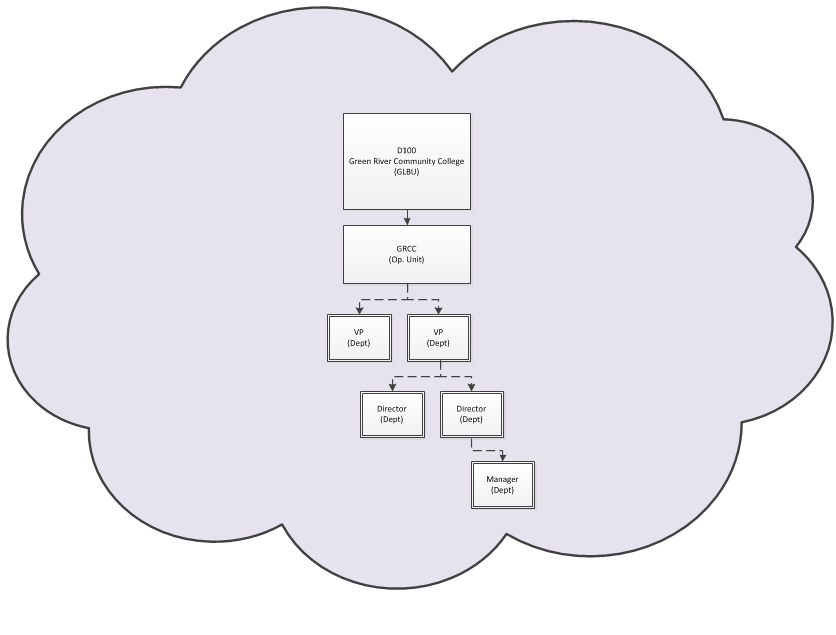 D100
Green River Community College
(GLBU)
GRCC
(Op. Unit)
VP
(Dept)
VP
(Dept)
Director
(Dept)
Director
(Dept)
Manager
(Dept)